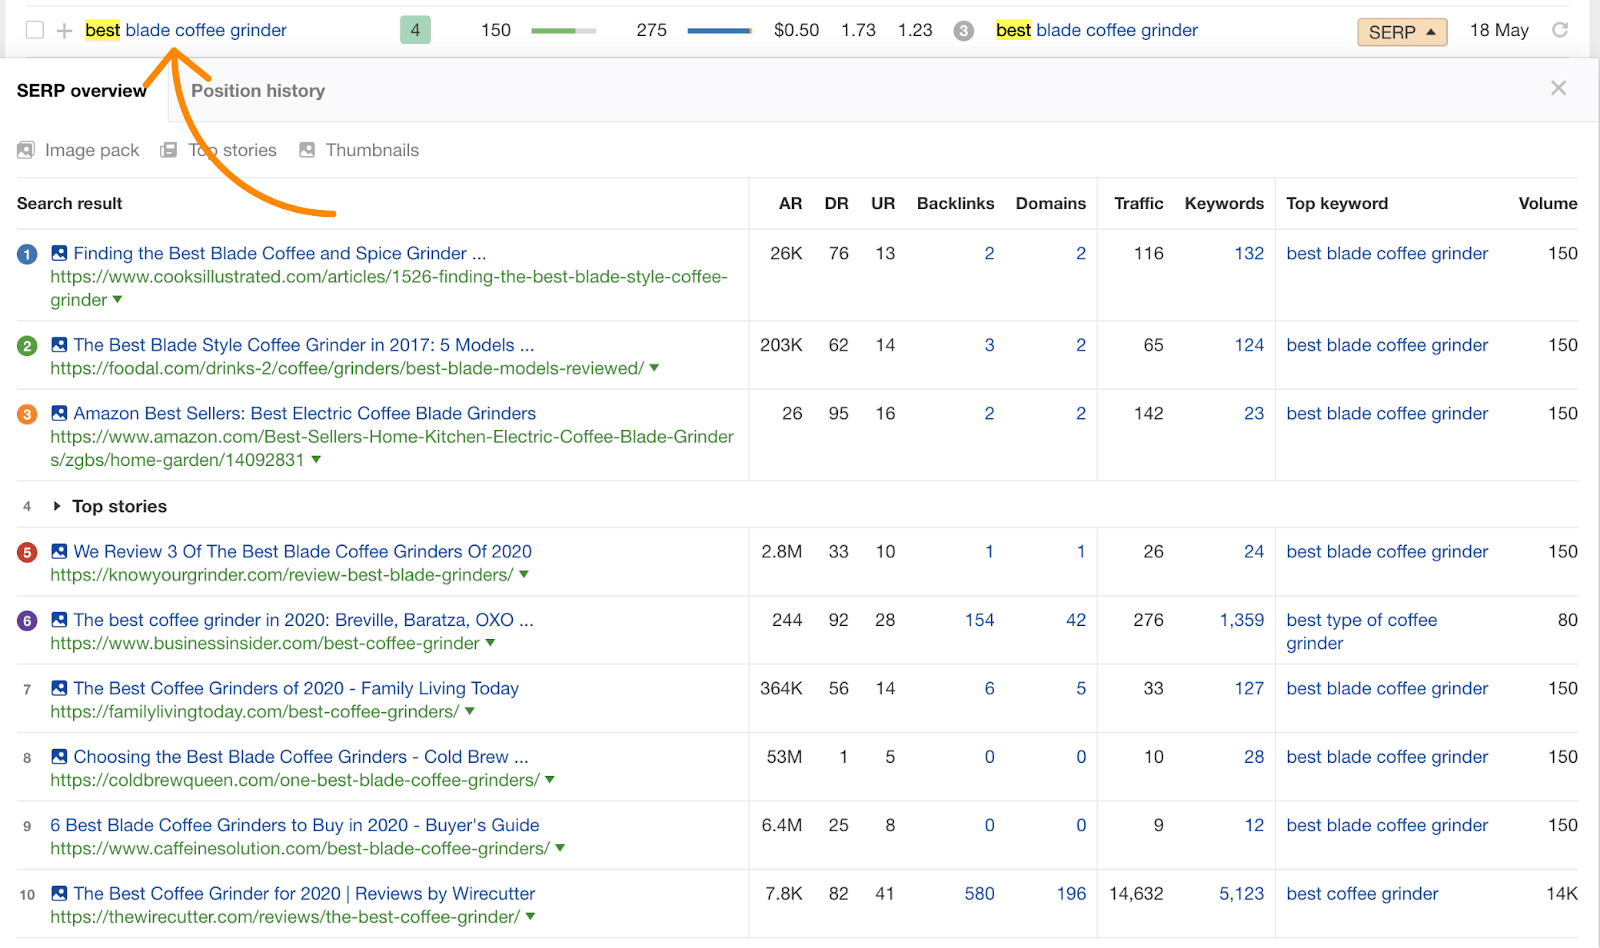 best blade coffee grinder 4 150 275 $0.50 1.73 1.23 3 best blade coffee grinder SERP ▲ 18 May
SERP overview Position history
Image pack Top stories Thumbnails
Search result AR DR UR Backlinks Domains Traffic Keywords Top keyword Volume
1 Finding the Best Blade Coffee and Spice Grinder ... 26K 76 13 2 2 116 132 best blade coffee grinder 150
https://www.cooksillustrated.com/articles/1526-finding-the-best-blade-style-coffee-
grinder ▼
2 The Best Blade Style Coffee Grinder in 2017: 5 Models ... 203K 62 14 3 2 65 124 best blade coffee grinder 150
https://foodal.com/drinks-2/coffee/grinders/best-blade-models-reviewed/ ▼
3 Amazon Best Sellers: Best Electric Coffee Blade Grinders 26 95 16 2 2 142 23 best blade coffee grinder 150
https://www.amazon.com/Best-Sellers-Home-Kitchen-Electric-Coffee-Blade-Grinder
s/zgbs/home-garden/14092831 ▼
4 Top stories
5 We Review 3 Of The Best Blade Coffee Grinders Of 2020 2.8M 33 10 1 1 26 24 best blade coffee grinder 150
https://knowyourgrinder.com/review-best-blade-grinders/ ▼
6 The best coffee grinder in 2020: Breville, Baratza, OXO ... 244 92 28 154 42 276 1,359 best type of coffee 80
https://www.businessinsider.com/best-coffee-grinder ▼ grinder
7 The Best Coffee Grinders of 2020 - Family Living Today 364K 56 14 6 5 33 127 best blade coffee grinder 150
https://familylivingtoday.com/best-coffee-grinders/ ▼
8 Choosing the Best Blade Coffee Grinders - Cold Brew ... 53M 1 5 0 0 10 28 best blade coffee grinder 150
https://coldbrewqueen.com/one-best-blade-coffee-grinders/ ▼
9 6 Best Blade Coffee Grinders to Buy in 2020 - Buyer's Guide 6.4M 25 8 0 0 9 12 best blade coffee grinder 150
https://www.caffeinesolution.com/best-blade-coffee-grinders/ ▼
10 The Best Coffee Grinder for 2020 | Reviews by Wirecutter 7.8K 82 41 580 196 14,632 5,123 best coffee grinder 14K
https://thewirecutter.com/reviews/the-best-coffee-grinder/ ▼